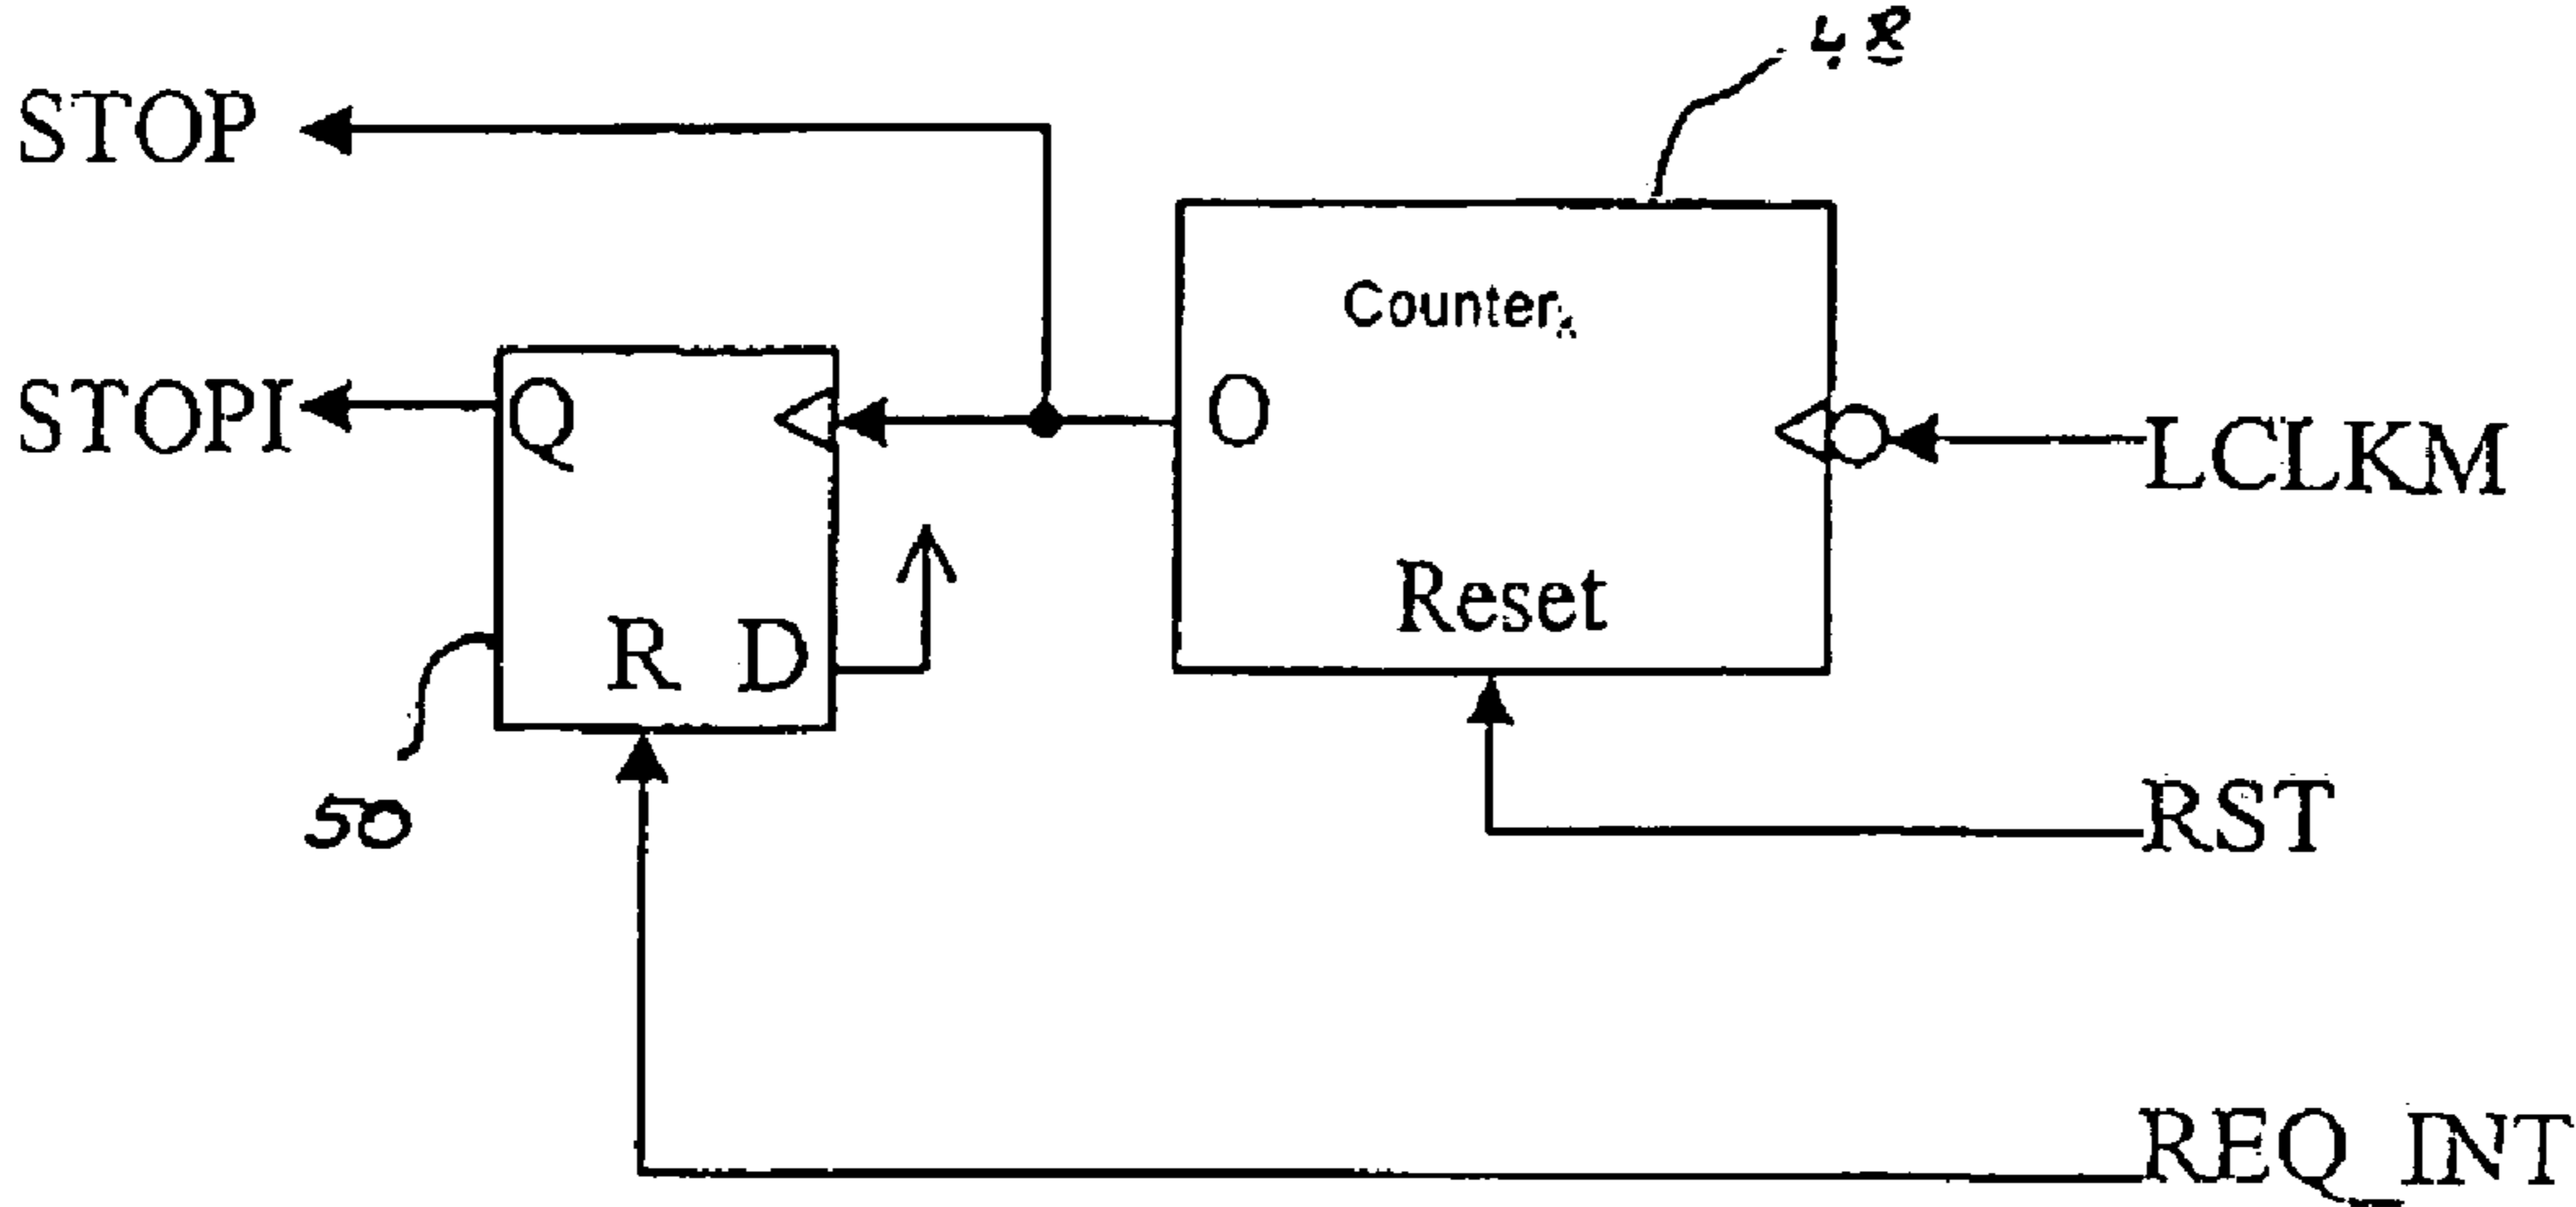 48
STOP
Counter
STOPI
Q
O
LCLKM
Reset
R D
50
RST
REQ_INT